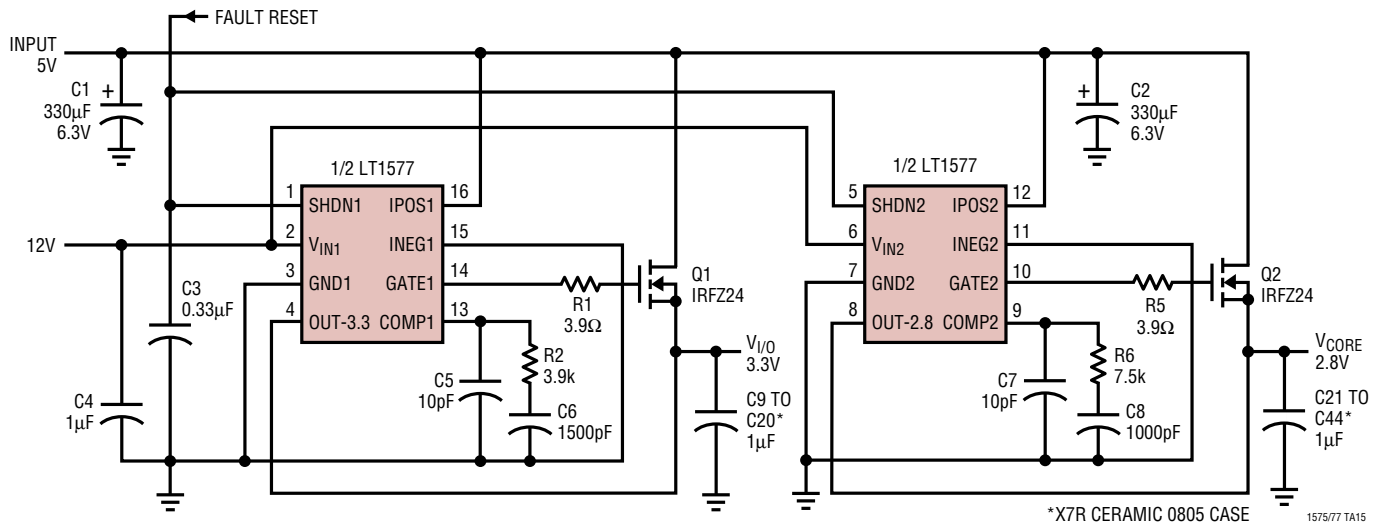 FAULT RESET
INPUT
5V
C1
330µF
6.3V
+
C2
330µF
6.3V
+
1/2 LT1577
1
SHDN1
IPOS1
16
12V
2
VIN1
INEG1
15
3
GND1
GATE1
14
4
OUT-3.3
COMP1
13
C3
0.33µF
C4
1µF
R1
3.9Ω
Q1
IRFZ24
R2
3.9k
C5
10pF
C6
1500pF
VI/O
3.3V
C9 TO
C20*
1µF
1/2 LT1577
5
SHDN2
IPOS2
12
6
VIN2
INEG2
11
7
GND2
GATE2
10
8
OUT-2.8
COMP2
9
R5
3.9Ω
Q2
IRFZ24
R6
7.5k
C7
10pF
C8
1000pF
VCORE
2.8V
C21 TO
C44*
1µF
*X7R CERAMIC 0805 CASE
1575/77 TA15